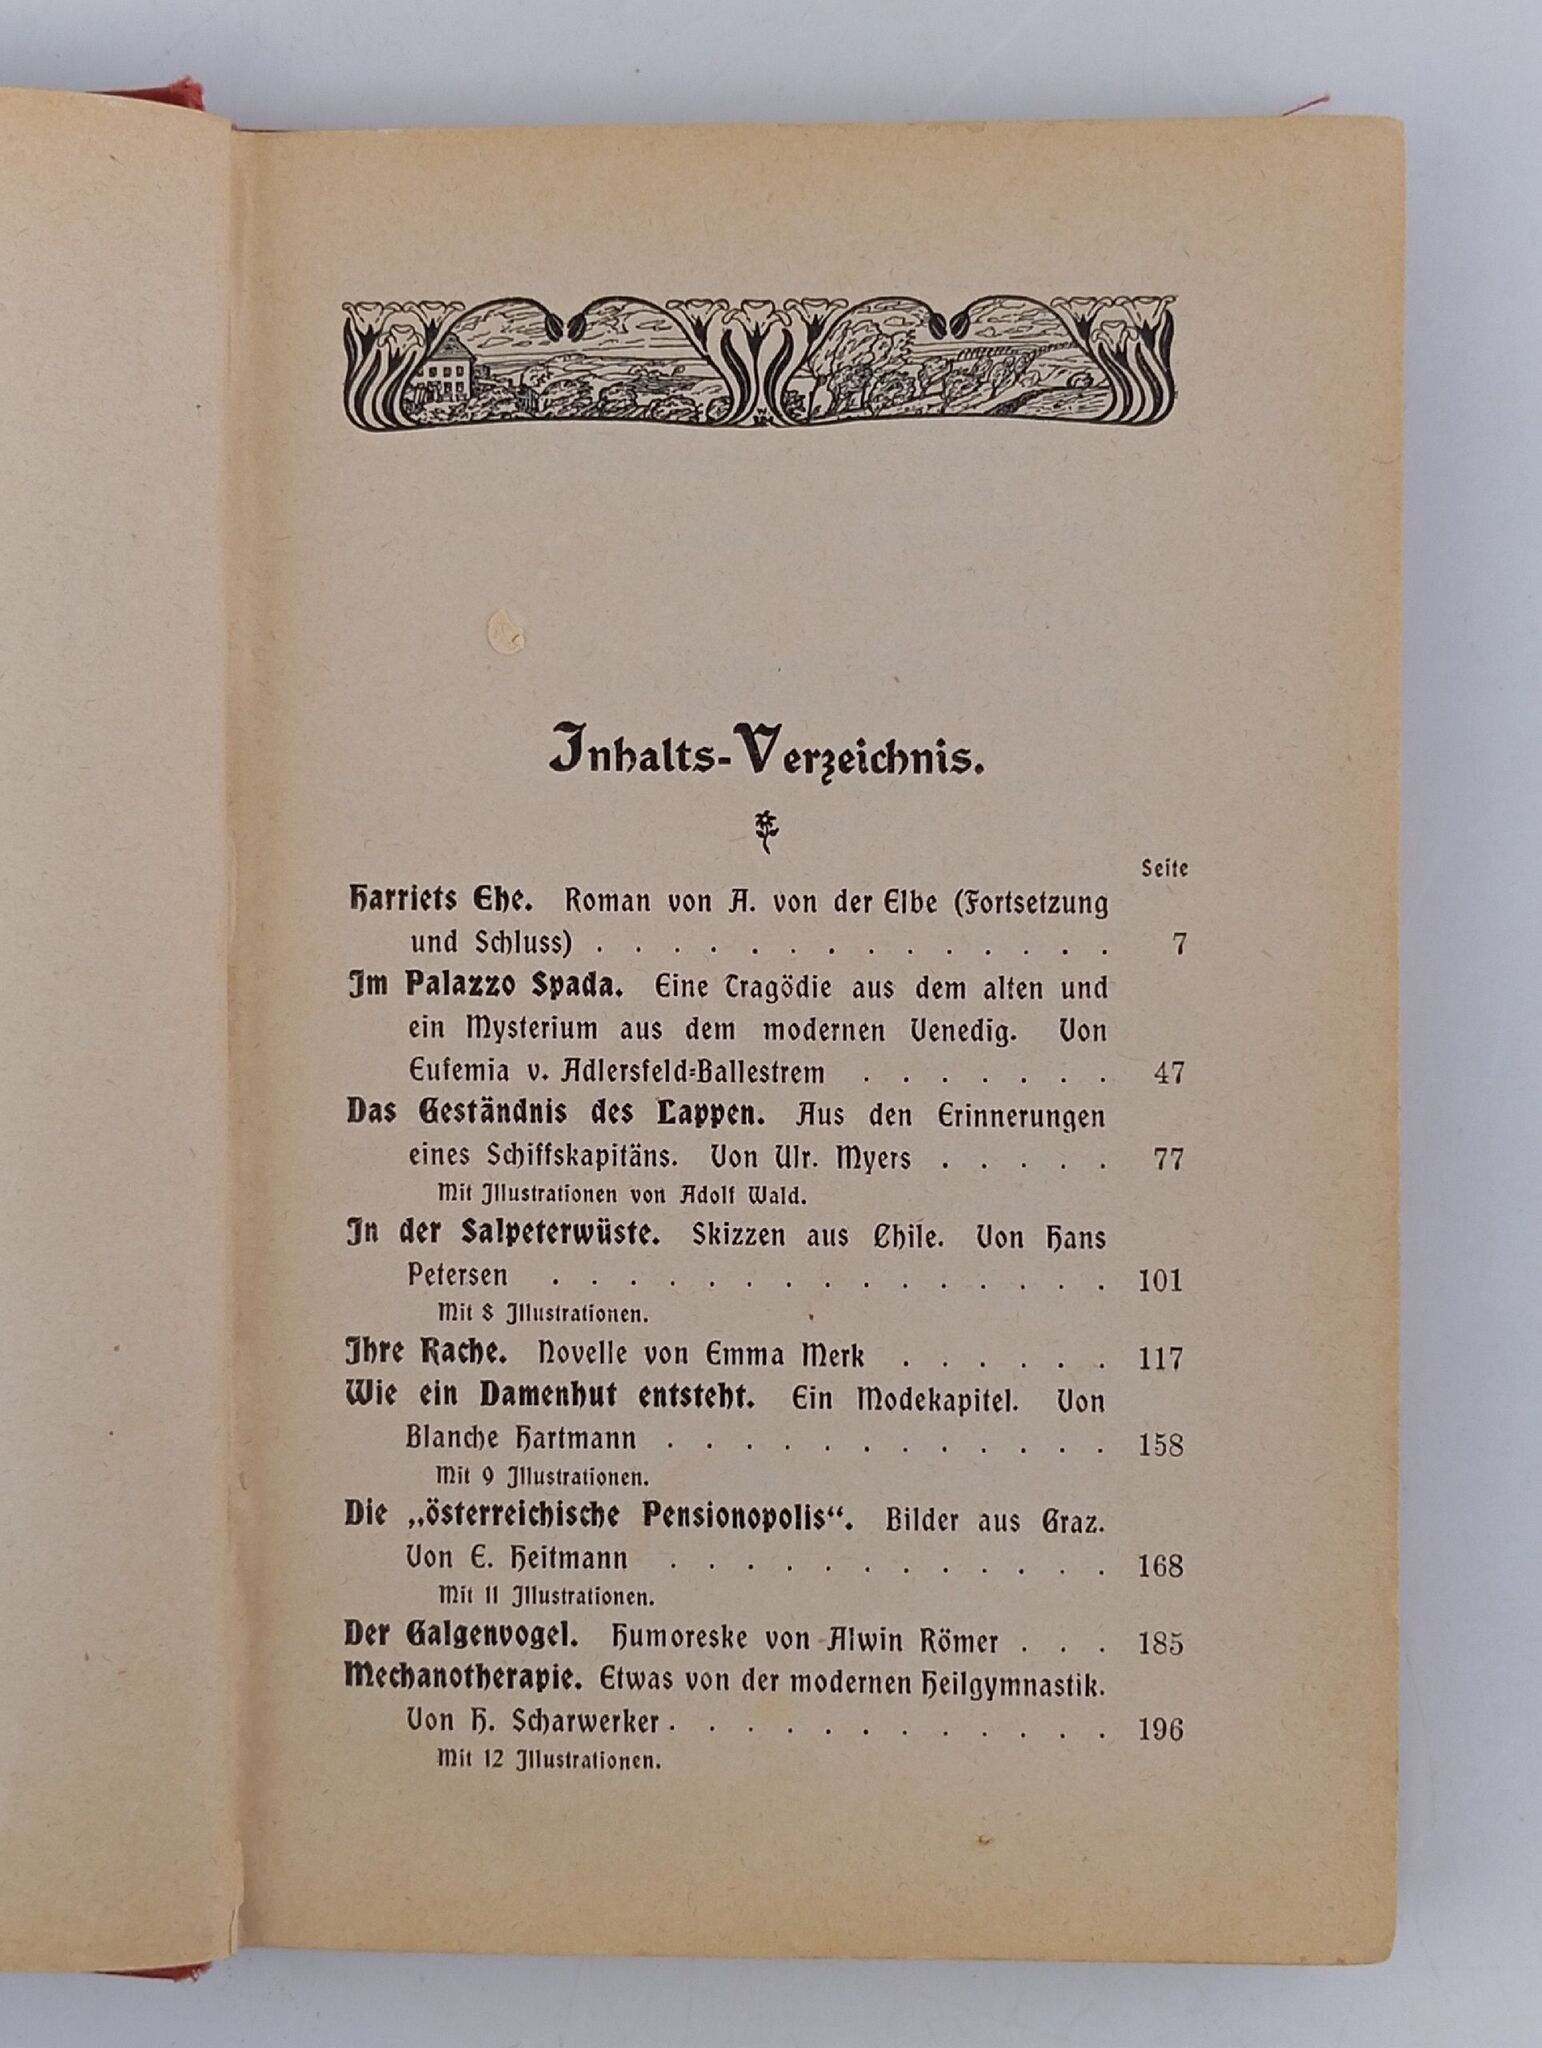 Inhalts-Verzeichnis.
Seite
Harriets Ehe. Roman von A. von der Elbe (Fortsetzung
und Schluss) . . . . . . . . . . . . . . 7
Im Palazzo Spada. Eine Tragödie aus dem alten und
ein Mysterium aus dem modernen Venedig. Von
Eufemia v. Adlersfeld-Ballestrem . . . . . . . 47
Das Geständnis des Lappen. Aus den Erinnerungen
eines Schiffskapitäns. Von Ulr. Myers . . . . . 77
Mit Illustrationen von Adolf Wald.
In der Salpeterwüste. Skizzen aus Chile. Von Hans
Petersen . . . . . . . . . . . . . . . 101
Mit 8 Illustrationen.
Ihre Rache. Novelle von Emma Merk . . . . . . 117
Wie ein Damenhut entsteht. Ein Modekapitel. Von
Blanche Hartmann . . . . . . . . . . . . 158
Mit 9 Illustrationen.
Die „österreichische Pensionopolis“. Bilder aus Graz.
Von E. Heitmann . . . . . . . . . . . . 168
Mit 11 Illustrationen.
Der Galgenvogel. Humoreske von Alwin Römer . . . 185
Mechanotherapie. Etwas von der modernen Heilgymnastik.
Von H. Scharwerker . . . . . . . . . . . . 196
Mit 12 Illustrationen.